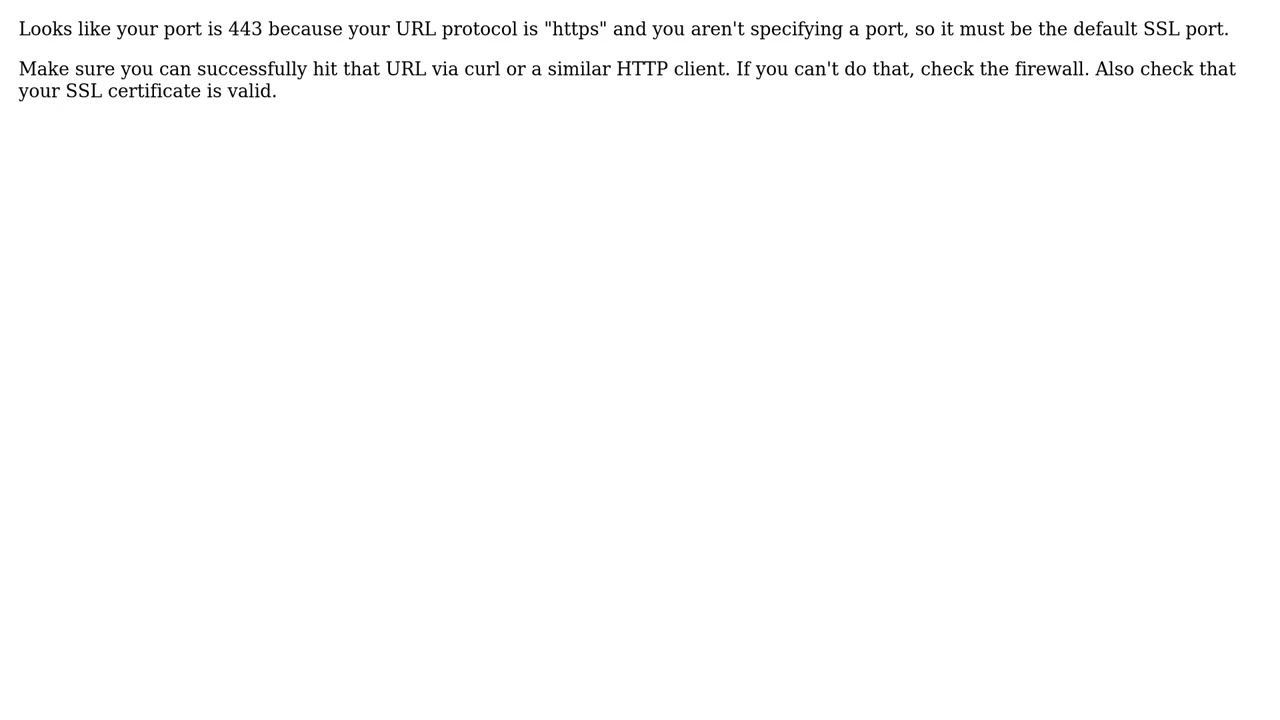 Looks like your port is 443 because your URL protocol is "https" and you aren't specifying a port, so it must be the default SSL port.
Make sure you can successfully hit that URL via curl or a similar HTTP client. If you can't do that, check the firewall. Also check that
your SSL certificate is valid.